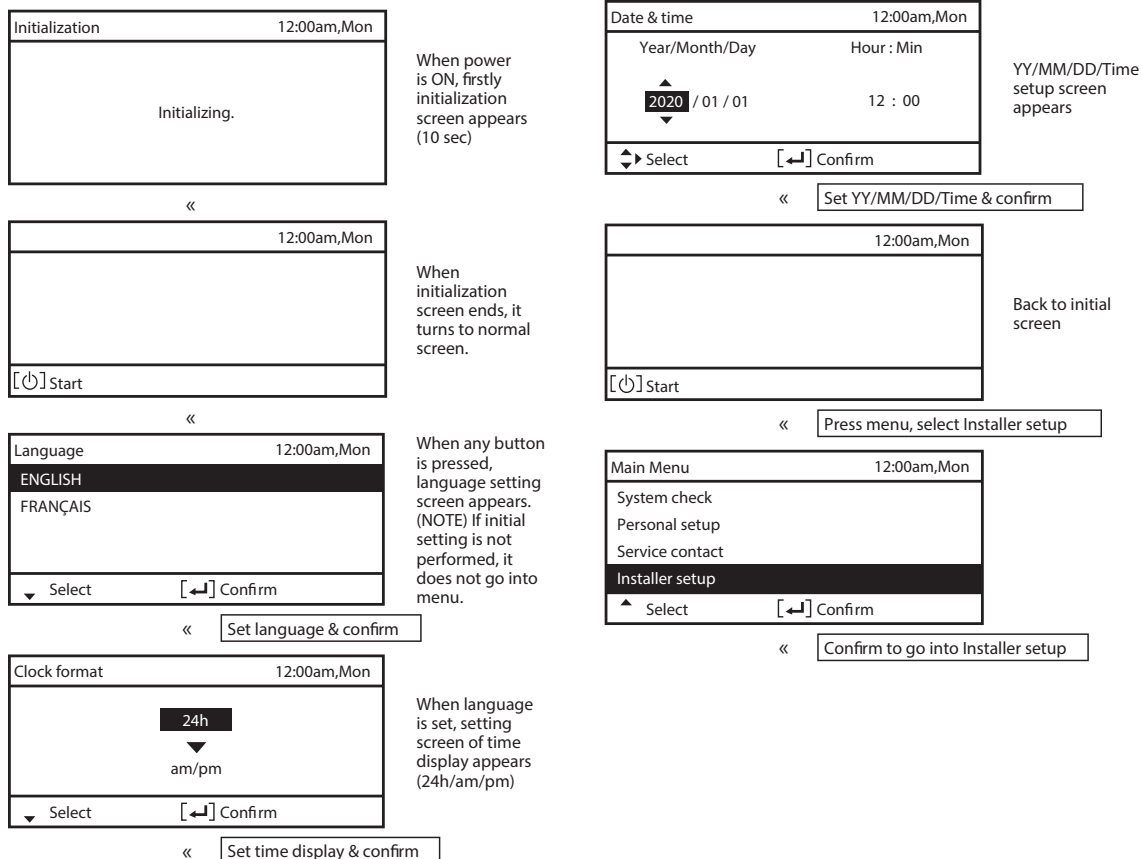 Initialization 12:00am,Mon
Initializing.
When power
is ON, firstly
initialization
screen appears
(10 sec)
«
12:00am,Mon
[⏻] Start
When
initialization
screen ends, it
turns to normal
screen.
«
Language 12:00am,Mon
ENGLISH
FRANÇAIS
Select [↵] Confirm
When any button
is pressed,
language setting
screen appears.
(NOTE) If initial
setting is not
performed, it
does not go into
menu.
« Set language & confirm
Clock format 12:00am,Mon
24h
am/pm
Select [↵] Confirm
When language
is set, setting
screen of time
display appears
(24h/am/pm)
« Set time display & confirm
Date & time 12:00am,Mon
Year/Month/Day Hour : Min
2020 / 01 / 01 12 : 00
Select [↵] Confirm
YY/MM/DD/Time
setup screen
appears
« Set YY/MM/DD/Time & confirm
12:00am,Mon
[⏻] Start
Back to initial
screen
« Press menu, select Installer setup
Main Menu 12:00am,Mon
System check
Personal setup
Service contact
Installer setup
Select [↵] Confirm
« Confirm to go into Installer setup